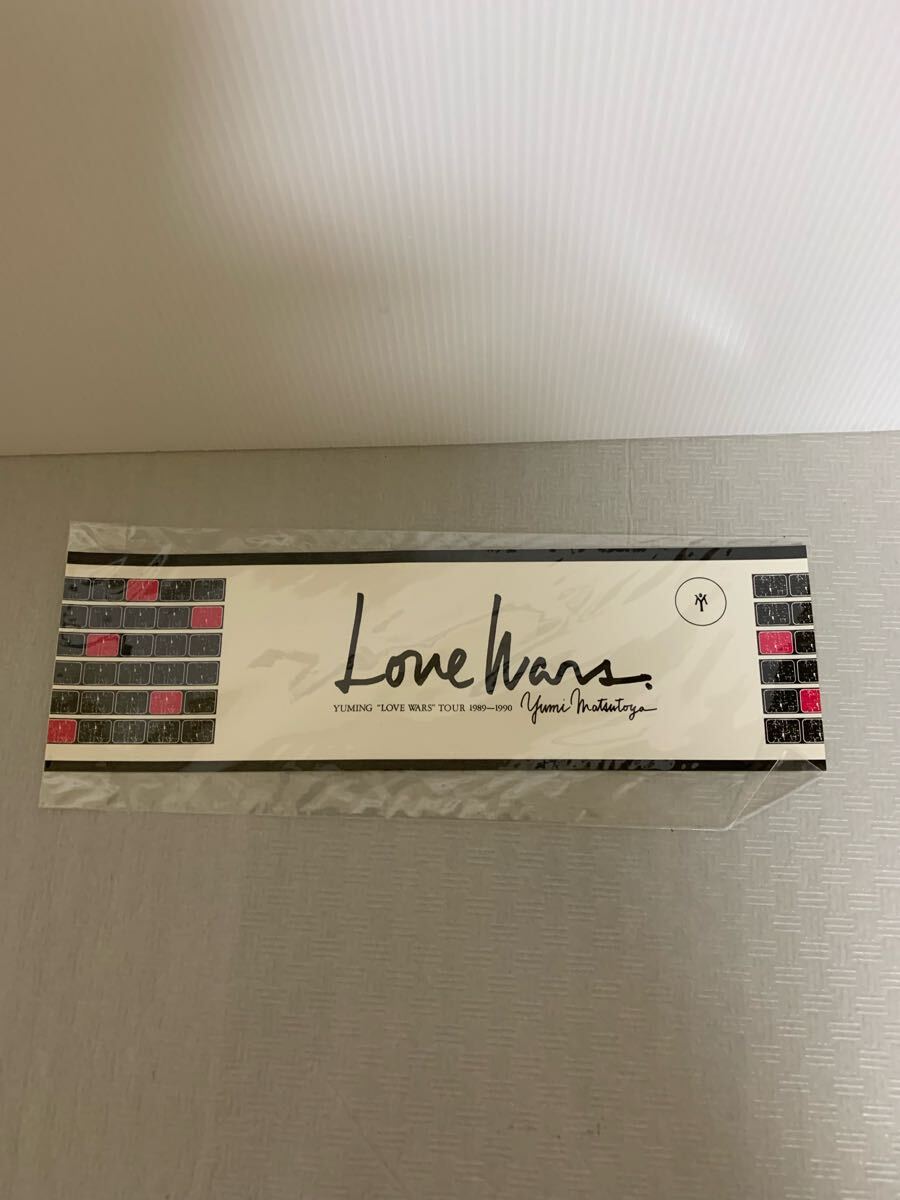 Love Wars.
YUMING "LOVE WARS" TOUR 1989—1990 Yumi Matsutoya